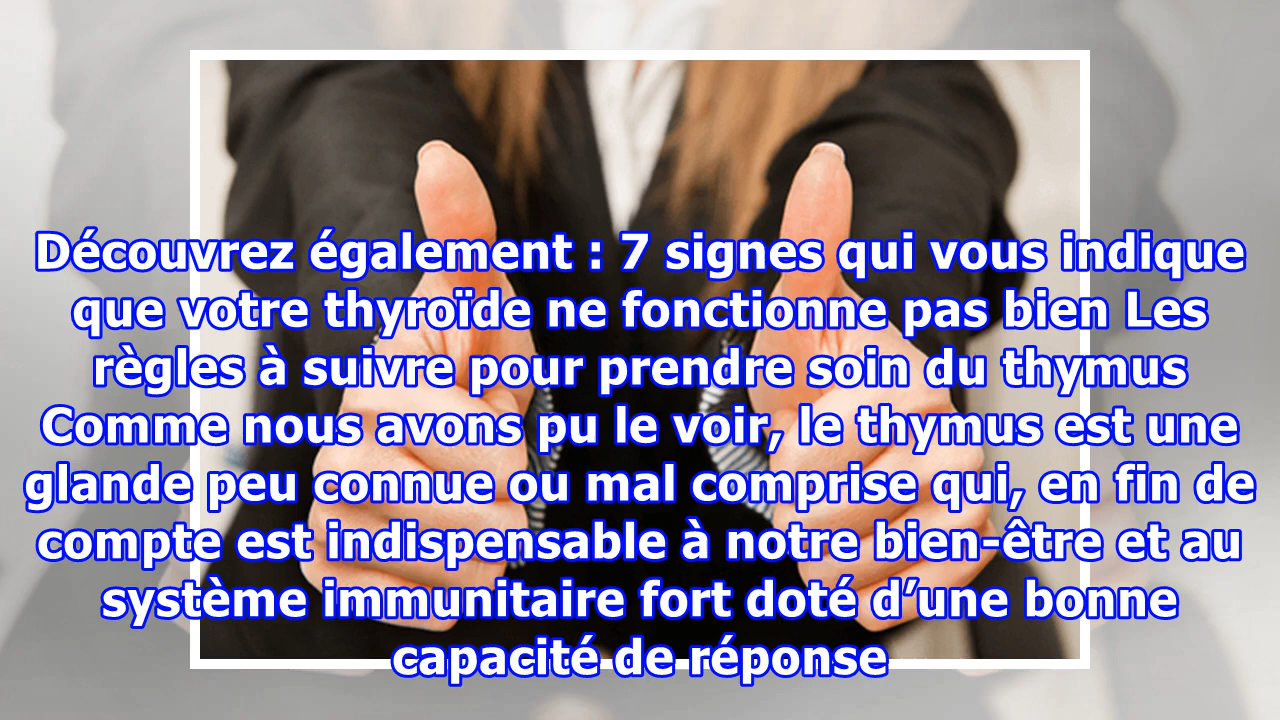 Découvrez également : 7 signes qui vous indique
que votre thyroïde ne fonctionne pas bien Les
règles à suivre pour prendre soin du thymus
Comme nous avons pu le voir, le thymus est une
glande peu connue ou mal comprise qui, en fin de
compte est indispensable à notre bien-être et au
système immunitaire fort doté d’une bonne
capacité de réponse